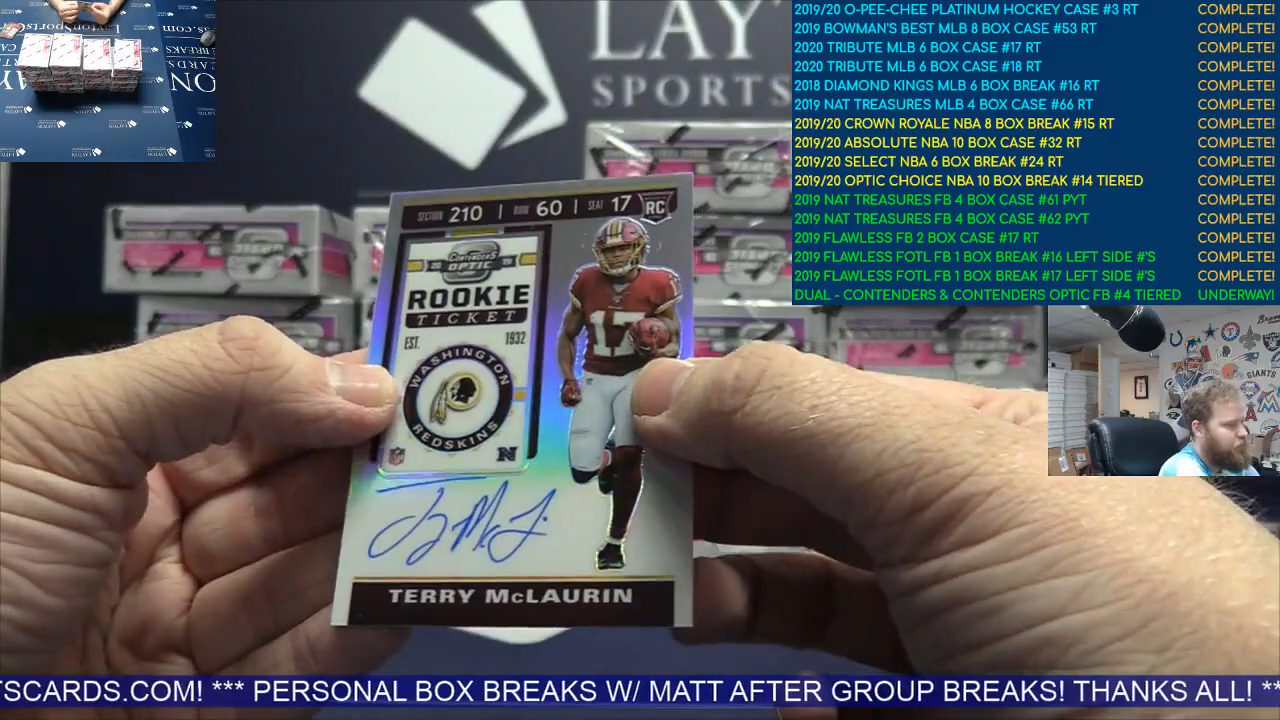 LAY
SPORTS
2019/20 O-PEE-CHEE PLATINUM HOCKEY CASE #3 RT COMPLETE!
2019 BOWMAN'S BEST MLB 8 BOX CASE #53 RT COMPLETE!
2020 TRIBUTE MLB 6 BOX CASE #17 RT COMPLETE!
2020 TRIBUTE MLB 6 BOX CASE #18 RT COMPLETE!
2018 DIAMOND KINGS MLB 6 BOX BREAK #16 RT COMPLETE!
2019 NAT TREASURES MLB 4 BOX CASE #66 RT COMPLETE!
2019/20 CROWN ROYALE NBA 8 BOX BREAK #15 RT COMPLETE!
2019/20 ABSOLUTE NBA 10 BOX CASE #32 RT COMPLETE!
2019/20 SELECT NBA 6 BOX BREAK #24 RT COMPLETE!
2019/20 OPTIC CHOICE NBA 10 BOX BREAK #14 TIERED COMPLETE!
2019 NAT TREASURES FB 4 BOX CASE #61 PYT COMPLETE!
2019 NAT TREASURES FB 4 BOX CASE #62 PYT COMPLETE!
2019 FLAWLESS FB 2 BOX CASE #17 RT COMPLETE!
2019 FLAWLESS FOTL FB 1 BOX BREAK #16 LEFT SIDE #'S COMPLETE!
2019 FLAWLESS FOTL FB 1 BOX BREAK #17 LEFT SIDE #'S COMPLETE!
DUAL - CONTENDERS & CONTENDERS OPTIC FB #4 TIERED UNDERWAY!
SECTION 210 | ROW 60 | SEAT 17 RC
CONTENDERS
OPTIC
20 19
ROOKIE
TICKET
EST. 1932
WASHINGTON
REDSKINS
17
TERRY McLAURIN
GIANTS
TSCARDS.COM! *** PERSONAL BOX BREAKS W/ MATT AFTER GROUP BREAKS! THANKS ALL! **